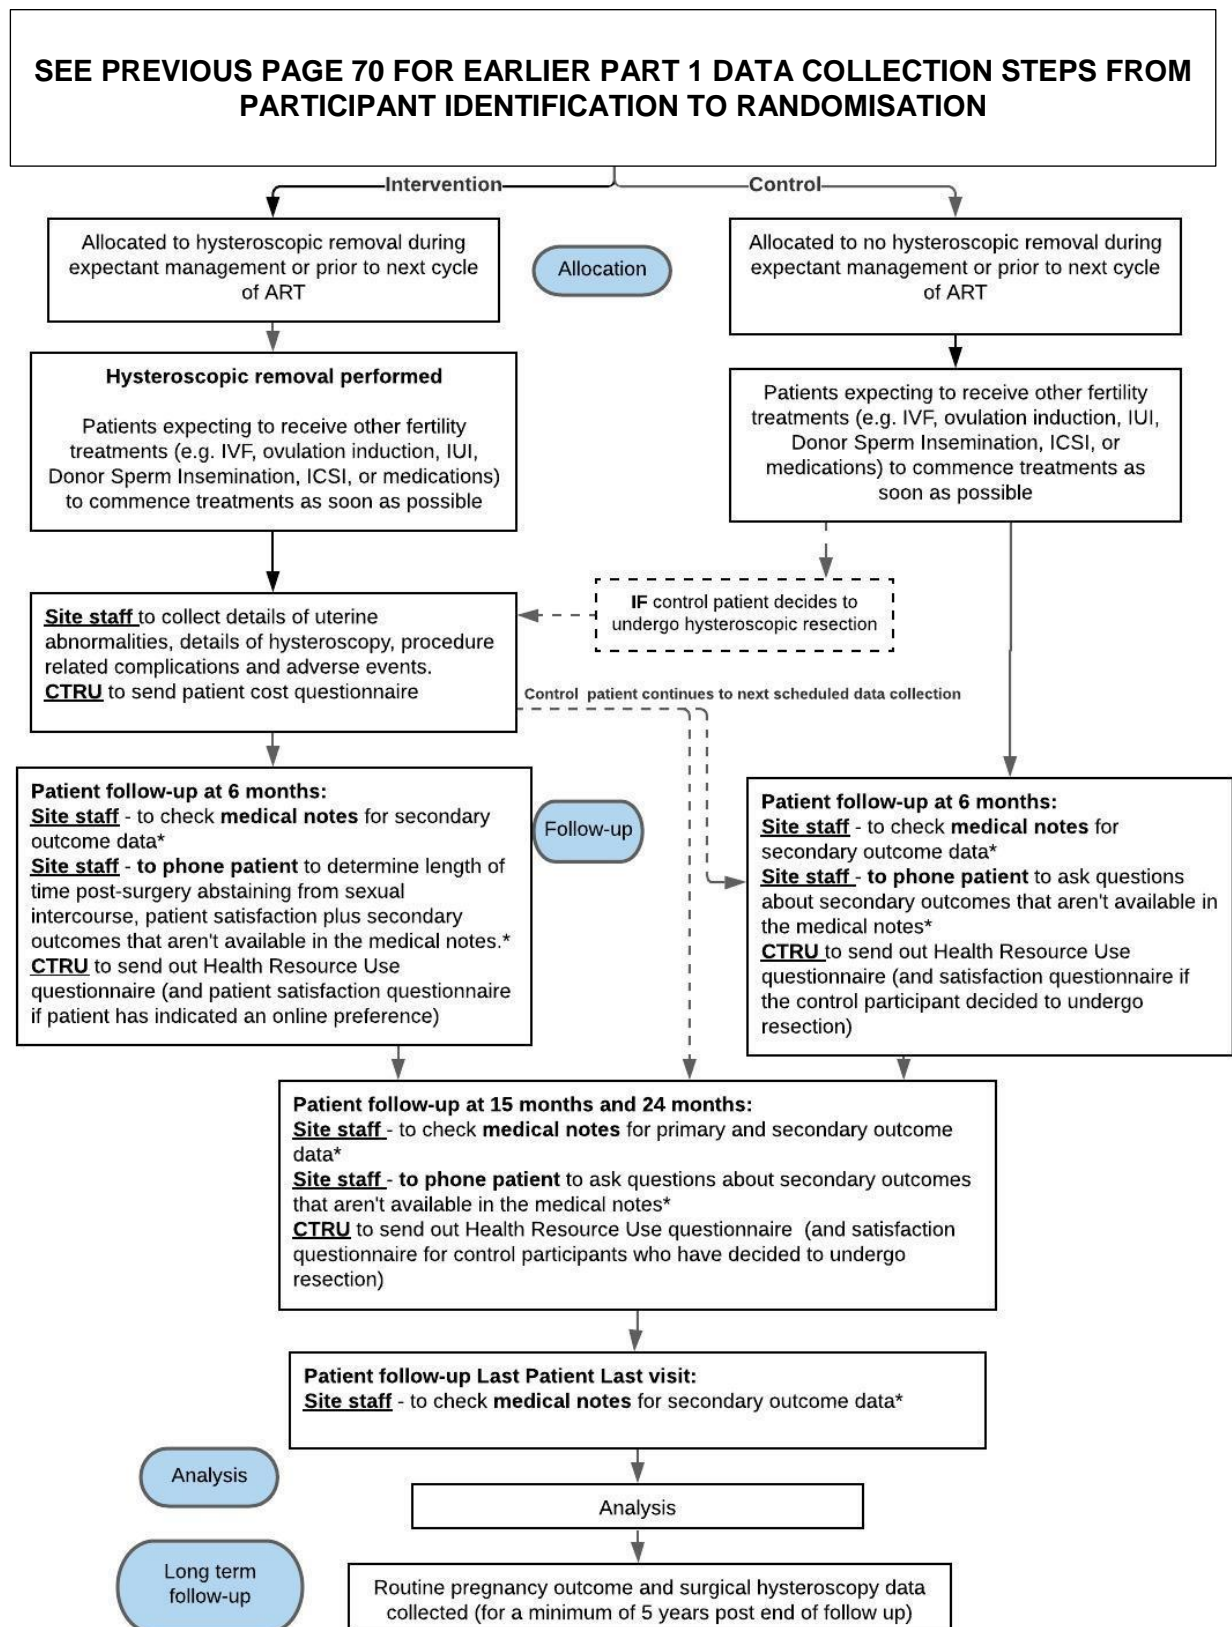 SEE PREVIOUS PAGE 70 FOR EARLIER PART 1 DATA COLLECTION STEPS FROM
PARTICIPANT IDENTIFICATION TO RANDOMISATION
Intervention
Control
Allocated to hysteroscopic removal during
expectant management or prior to next cycle
of ART
Allocation
Allocated to no hysteroscopic removal during
expectant management or prior to next cycle
of ART
Hysteroscopic removal performed
Patients expecting to receive other fertility
treatments (e.g. IVF, ovulation induction, IUI,
Donor Sperm Insemination, ICSI, or medications)
to commence treatments as soon as possible
Patients expecting to receive other fertility
treatments (e.g. IVF, ovulation induction, IUI,
Donor Sperm Insemination, ICSI, or
medications) to commence treatments as
soon as possible
IF control patient decides to
undergo hysteroscopic resection
Site staff to collect details of uterine
abnormalities, details of hysteroscopy, procedure
related complications and adverse events.
CTRU to send patient cost questionnaire
Control patient continues to next scheduled data collection
Patient follow-up at 6 months:
Site staff - to check medical notes for secondary
outcome data*
Site staff - to phone patient to determine length of
time post-surgery abstaining from sexual
intercourse, patient satisfaction plus secondary
outcomes that aren't available in the medical notes.*
CTRU to send out Health Resource Use
questionnaire (and patient satisfaction questionnaire
if patient has indicated an online preference)
Follow-up
Patient follow-up at 6 months:
Site staff - to check medical notes for
secondary outcome data*
Site staff - to phone patient to ask questions
about secondary outcomes that aren't available in
the medical notes*
CTRU to send out Health Resource Use
questionnaire (and satisfaction questionnaire if
the control participant decided to undergo
resection)
Patient follow-up at 15 months and 24 months:
Site staff - to check medical notes for primary and secondary outcome
data*
Site staff - to phone patient to ask questions about secondary outcomes
that aren't available in the medical notes*
CTRU to send out Health Resource Use questionnaire (and satisfaction
questionnaire for control participants who have decided to undergo
resection)
Patient follow-up Last Patient Last visit:
Site staff - to check medical notes for secondary outcome data*
Analysis
Analysis
Long term
follow-up
Routine pregnancy outcome and surgical hysteroscopy data
collected (for a minimum of 5 years post end of follow up)